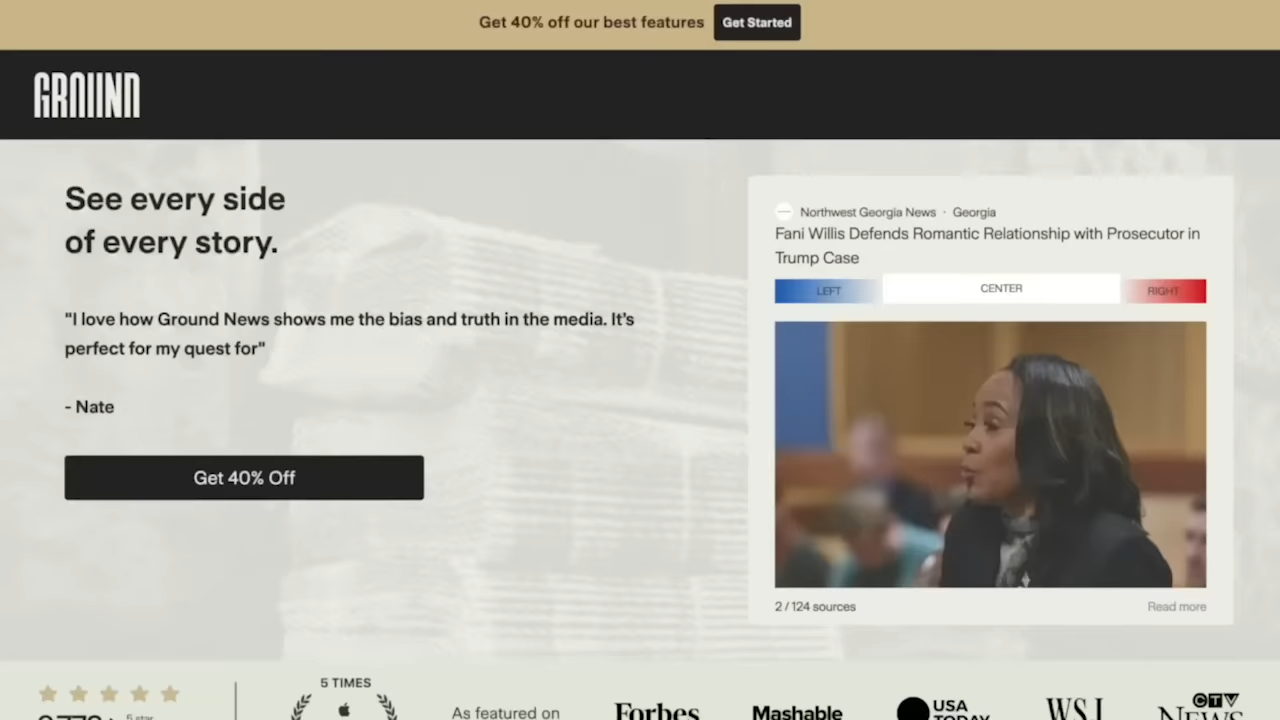 Get 40% off our best features Get Started
GROUND
See every side
of every story.
"I love how Ground News shows me the bias and truth in the media. It's
perfect for my quest for"
- Nate
Get 40% Off
Northwest Georgia News · Georgia
Fani Willis Defends Romantic Relationship with Prosecutor in
Trump Case
LEFT CENTER RIGHT
2 / 124 sources Read more
5 TIMES
5 star
As featured on
Forbes
Mashable
USA
TODAY
WSJ
CTV
NEWS